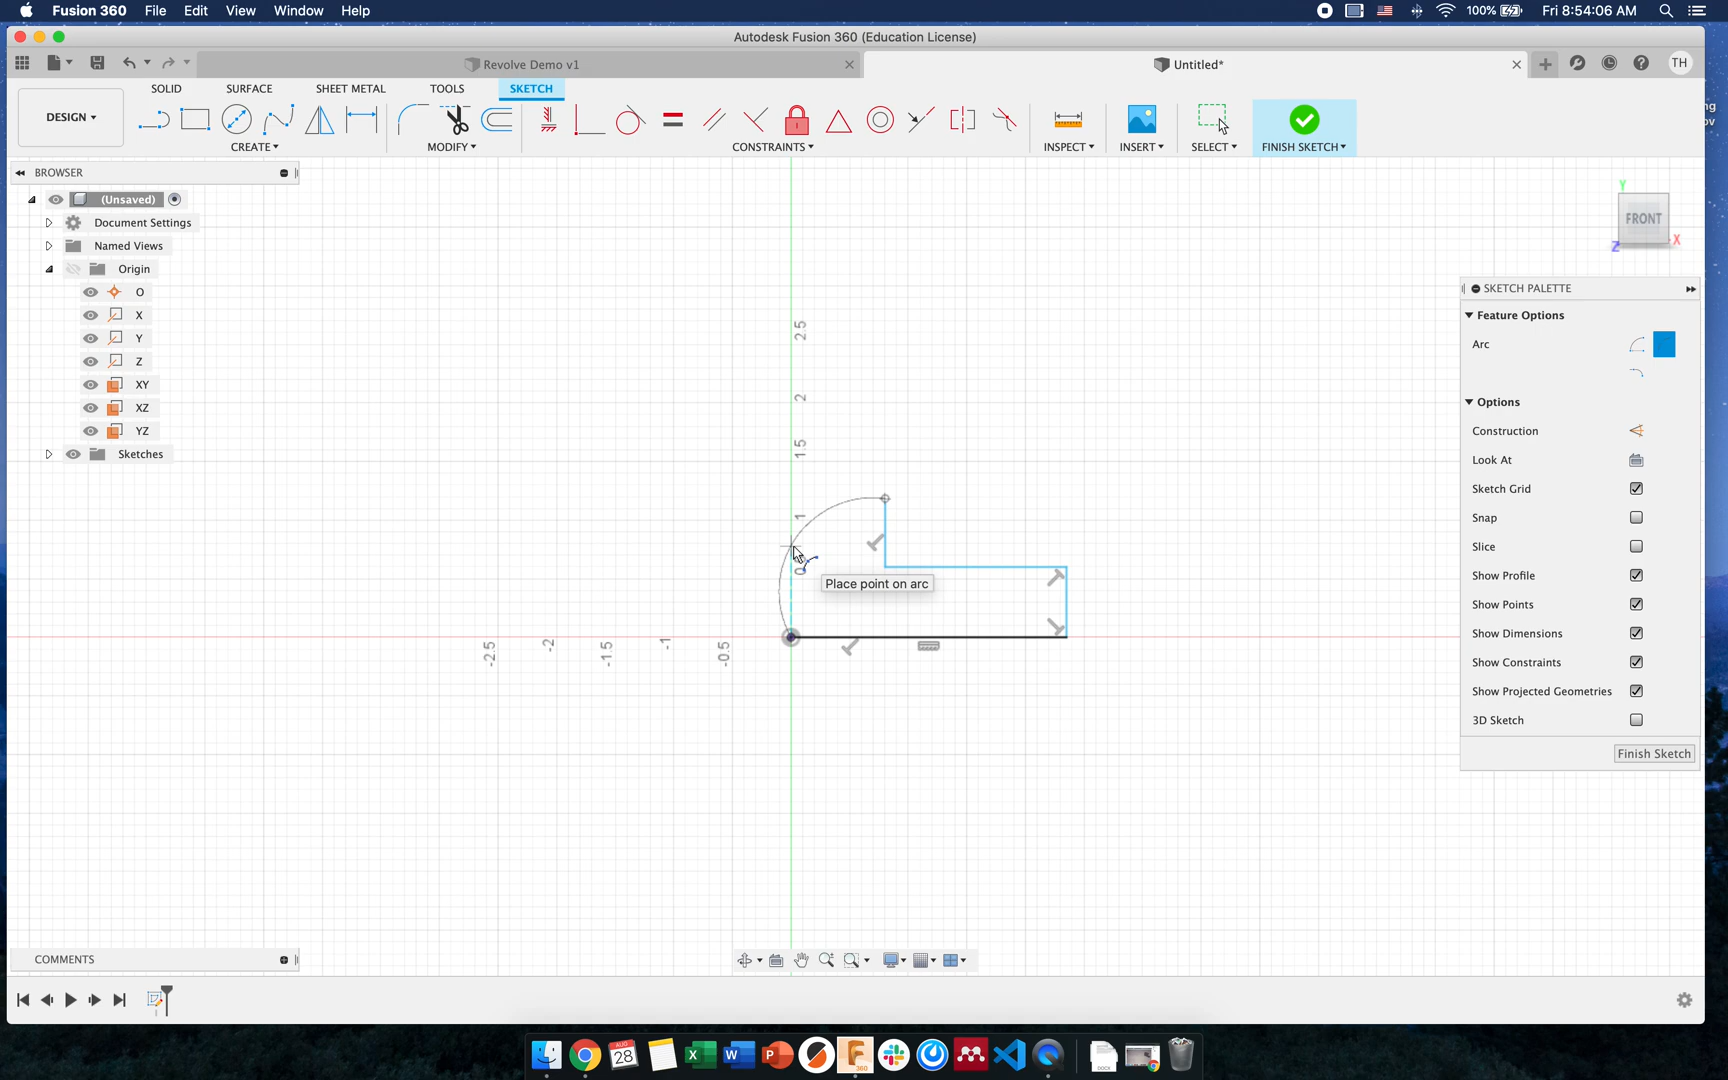 Fusion 360 File Edit View Window Help 100% Fri 8:54:06 AM
Autodesk Fusion 360 (Education License)
Revolve Demo v1
Untitled*
TH
SOLID SURFACE SHEET METAL TOOLS SKETCH
DESIGN
CREATE MODIFY CONSTRAINTS INSPECT INSERT SELECT FINISH SKETCH
BROWSER
(Unsaved)
Document Settings
Named Views
Origin
O
X
Y
Z
XY
XZ
YZ
Sketches
Y
FRONT
X
Z
SKETCH PALETTE
Feature Options
Arc
Options
Construction
Look At
Sketch Grid
Snap
Slice
Show Profile
Show Points
Show Dimensions
Show Constraints
Show Projected Geometries
3D Sketch
Finish Sketch
2.5
2
1.5
1
Place point on arc
-2.5 -2 -1.5 -1 -0.5
COMMENTS
AUG
28
360
DOCX